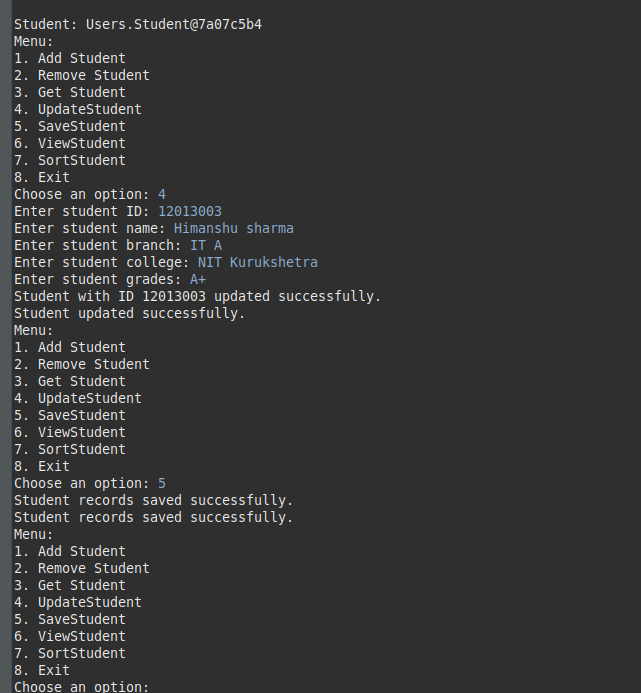 Student: Users.Student@7a07c5b4
Menu:
1. Add Student
2. Remove Student
3. Get Student
4. UpdateStudent
5. SaveStudent
6. ViewStudent
7. SortStudent
8. Exit
Choose an option: 4
Enter student ID: 12013003
Enter student name: Himanshu sharma
Enter student branch: IT A
Enter student college: NIT Kurukshetra
Enter student grades: A+
Student with ID 12013003 updated successfully.
Student updated successfully.
Menu:
1. Add Student
2. Remove Student
3. Get Student
4. UpdateStudent
5. SaveStudent
6. ViewStudent
7. SortStudent
8. Exit
Choose an option: 5
Student records saved successfully.
Student records saved successfully.
Menu:
1. Add Student
2. Remove Student
3. Get Student
4. UpdateStudent
5. SaveStudent
6. ViewStudent
7. SortStudent
8. Exit
Choose an option: